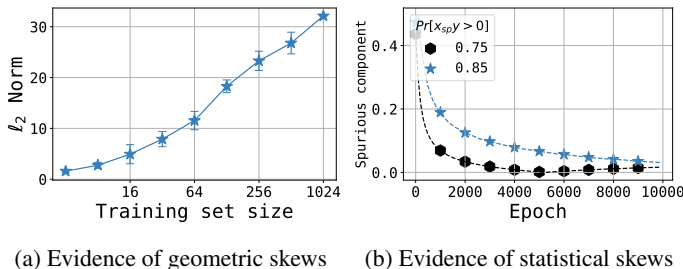 30
20
10
0
ℓ₂ Norm
16 64 256 1024
Training set size
(a) Evidence of geometric skews
Pr[x_{sp}y > 0]
0.75
0.85
0.4
0.2
0.0
Spurious component
0 2000 4000 6000 8000 10000
Epoch
(b) Evidence of statistical skews